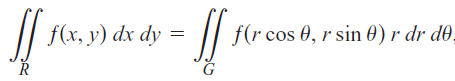 ∬_R f(x, y) dx dy = ∬_G f(r cos θ, r sin θ) r dr dθ.